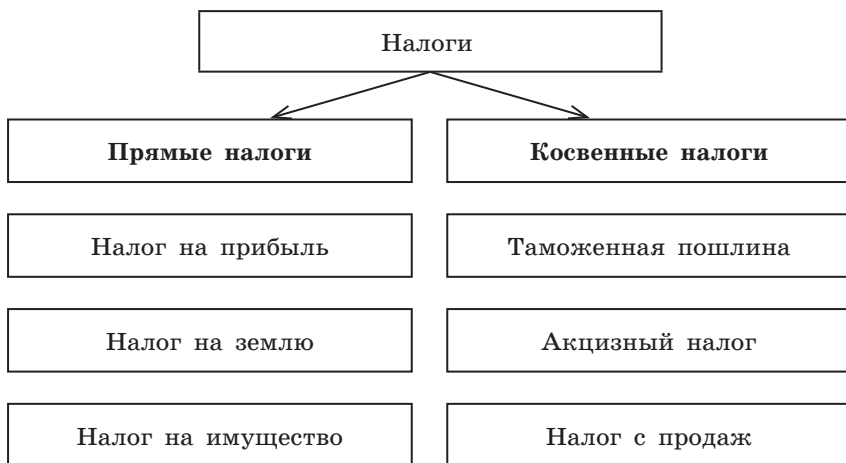 Налоги
Прямые налоги
Косвенные налоги
Налог на прибыль
Таможенная пошлина
Налог на землю
Акцизный налог
Налог на имущество
Налог с продаж